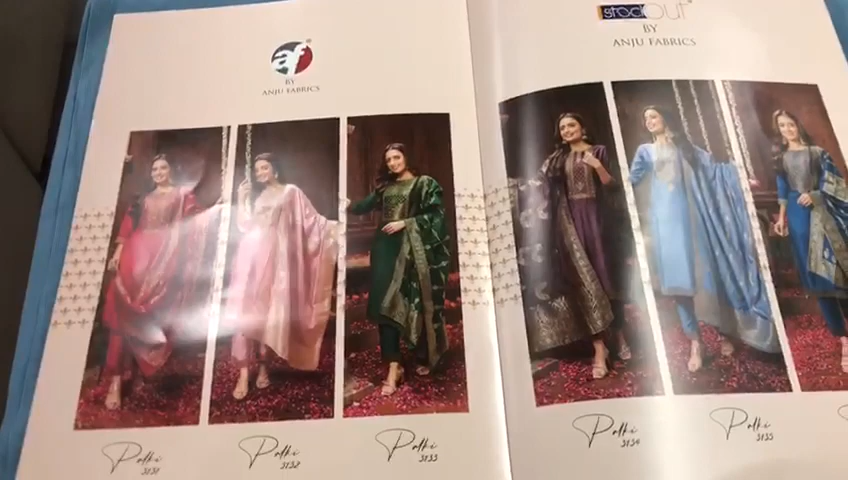 af
BY
ANJU FABRICS
stockout
BY
ANJU FABRICS
Palki
3131
Palki
3132
Palki
3133
Palki
3134
Palki
3135